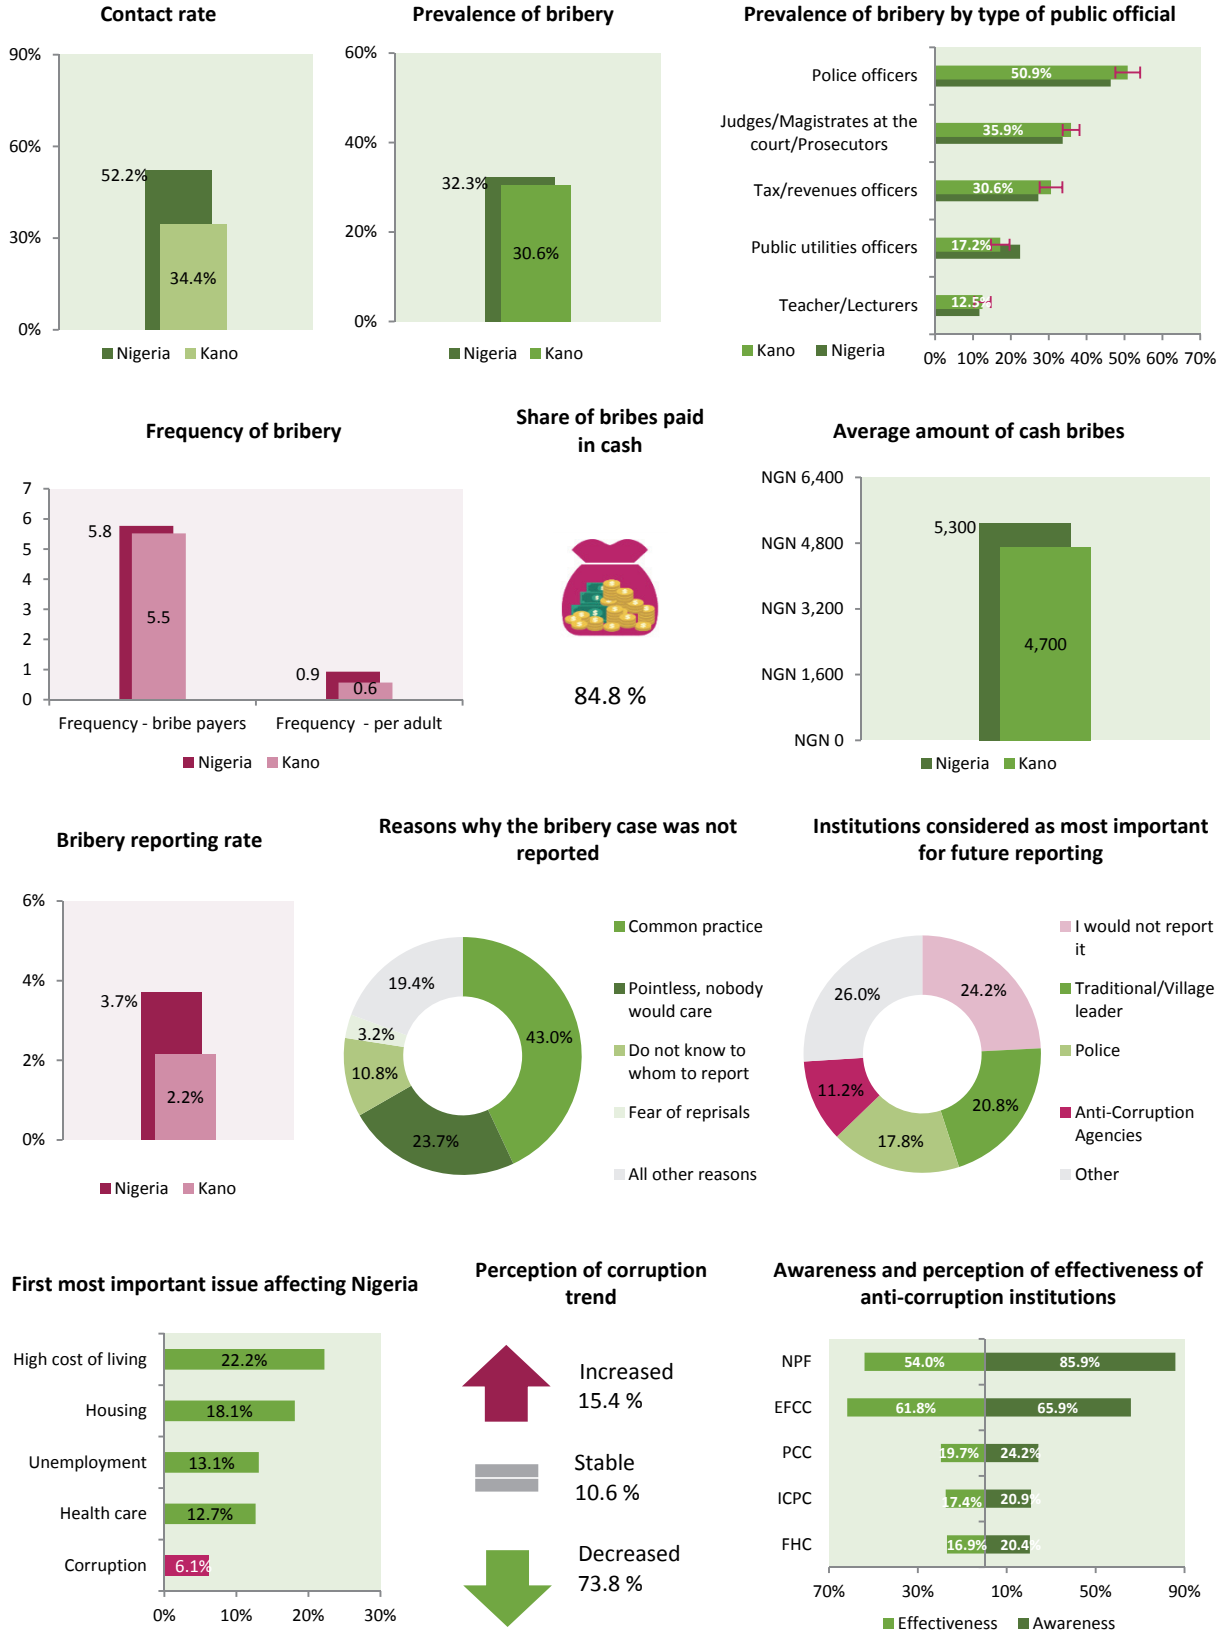 Contact rate
90%
60%
30%
0%
52.2%
34.4%
Nigeria Kano
Prevalence of bribery
60%
40%
20%
0%
32.3%
30.6%
Nigeria Kano
Prevalence of bribery by type of public official
Police officers
50.9%
Judges/Magistrates at the
court/Prosecutors
35.9%
Tax/revenues officers
30.6%
Public utilities officers
17.2%
Teacher/Lecturers
12.5%
0% 10% 20% 30% 40% 50% 60% 70%
Kano Nigeria
Frequency of bribery
7
6
5
4
3
2
1
0
5.8
5.5
0.9
0.6
Frequency - bribe payers Frequency - per adult
Nigeria Kano
Share of bribes paid
in cash
84.8 %
Average amount of cash bribes
NGN 6,400
NGN 4,800
NGN 3,200
NGN 1,600
NGN 0
5,300
4,700
Nigeria Kano
Bribery reporting rate
6%
4%
2%
0%
3.7%
2.2%
Nigeria Kano
Reasons why the bribery case was not
reported
19.4%
3.2%
10.8%
23.7%
43.0%
Common practice
Pointless, nobody
would care
Do not know to
whom to report
Fear of reprisals
All other reasons
Institutions considered as most important
for future reporting
26.0%
24.2%
11.2%
20.8%
17.8%
I would not report
it
Traditional/Village
leader
Police
Anti-Corruption
Agencies
Other
First most important issue affecting Nigeria
High cost of living
22.2%
Housing
18.1%
Unemployment
13.1%
Health care
12.7%
Corruption
6.1%
0% 10% 20% 30%
Perception of corruption
trend
Increased
15.4 %
Stable
10.6 %
Decreased
73.8 %
Awareness and perception of effectiveness of
anti-corruption institutions
NPF 54.0% 85.9%
EFCC 61.8% 65.9%
PCC 19.7% 24.2%
ICPC 17.4% 20.9%
FHC 16.9% 20.4%
70% 30% 10% 50% 90%
Effectiveness Awareness